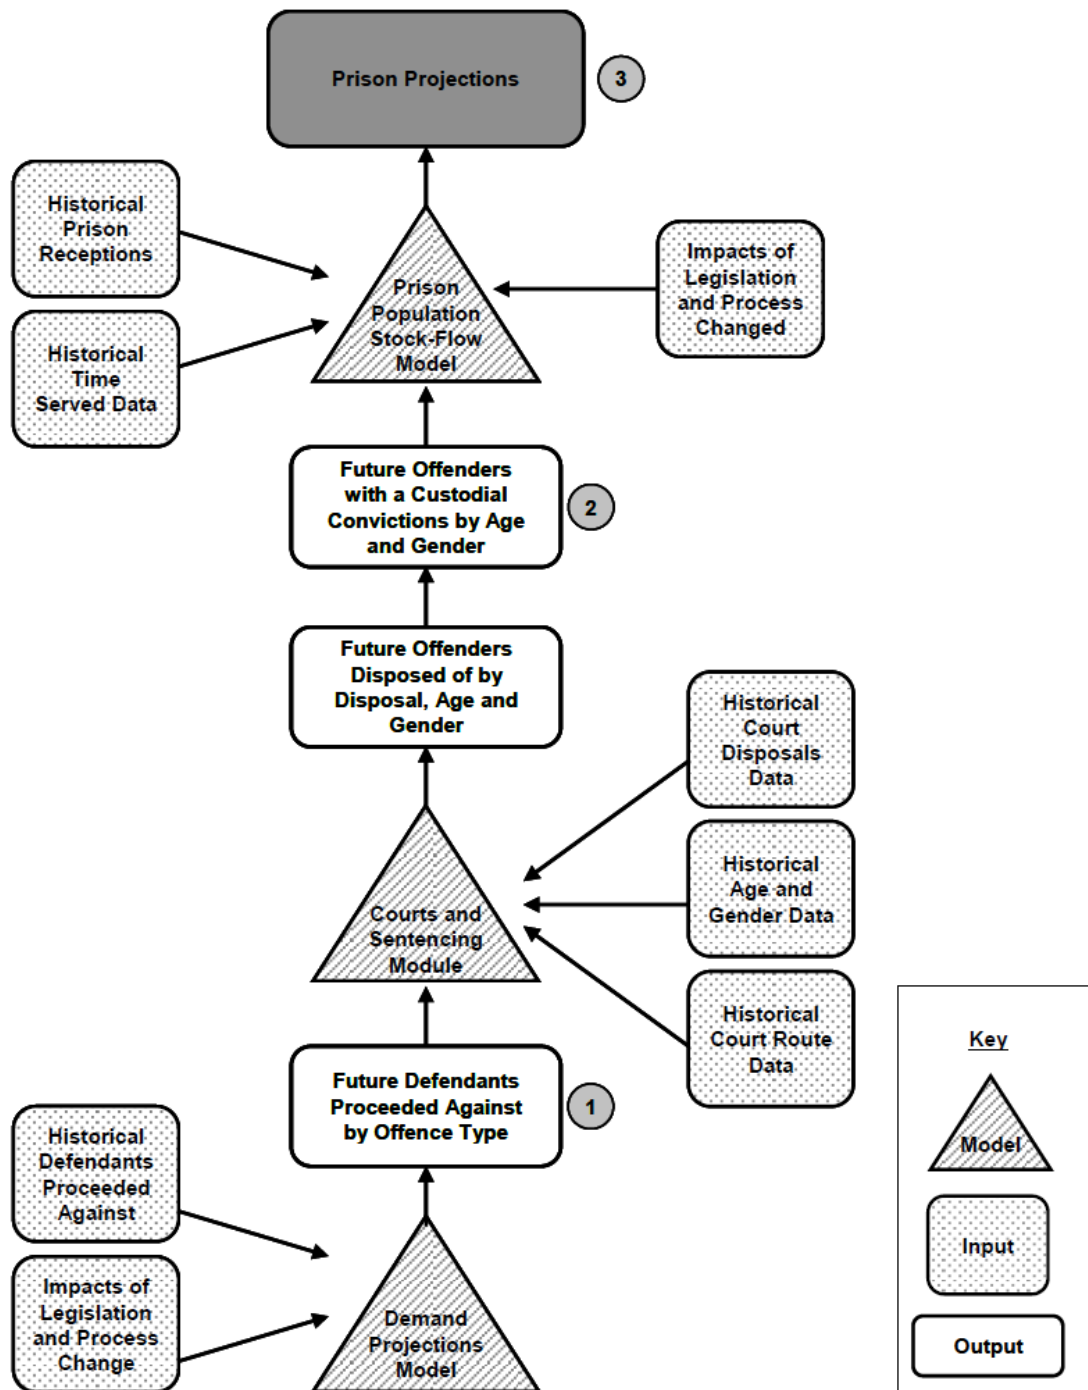 Prison Projections
3
Historical
Prison
Receptions
Impacts of
Legislation
and Process
Changed
Prison
Population
Stock-Flow
Model
Historical
Time
Served Data
Future Offenders
with a Custodial
Convictions by Age
and Gender
2
Future Offenders
Disposed of by
Disposal, Age and
Gender
Historical
Court
Disposals
Data
Historical
Age and
Gender Data
Courts and
Sentencing
Module
Historical
Court Route
Data
Future Defendants
Proceeded Against
by Offence Type
1
Historical
Defendants
Proceeded
Against
Impacts of
Legislation
and Process
Change
Demand
Projections
Model
Key
Model
Input
Output